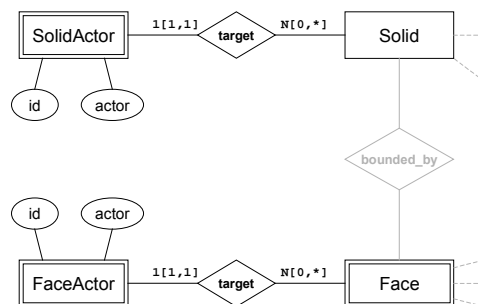 1[1,1] N[0,*]
SolidActor target Solid
id actor
bounded_by
id actor
1[1,1] N[0,*]
FaceActor target Face